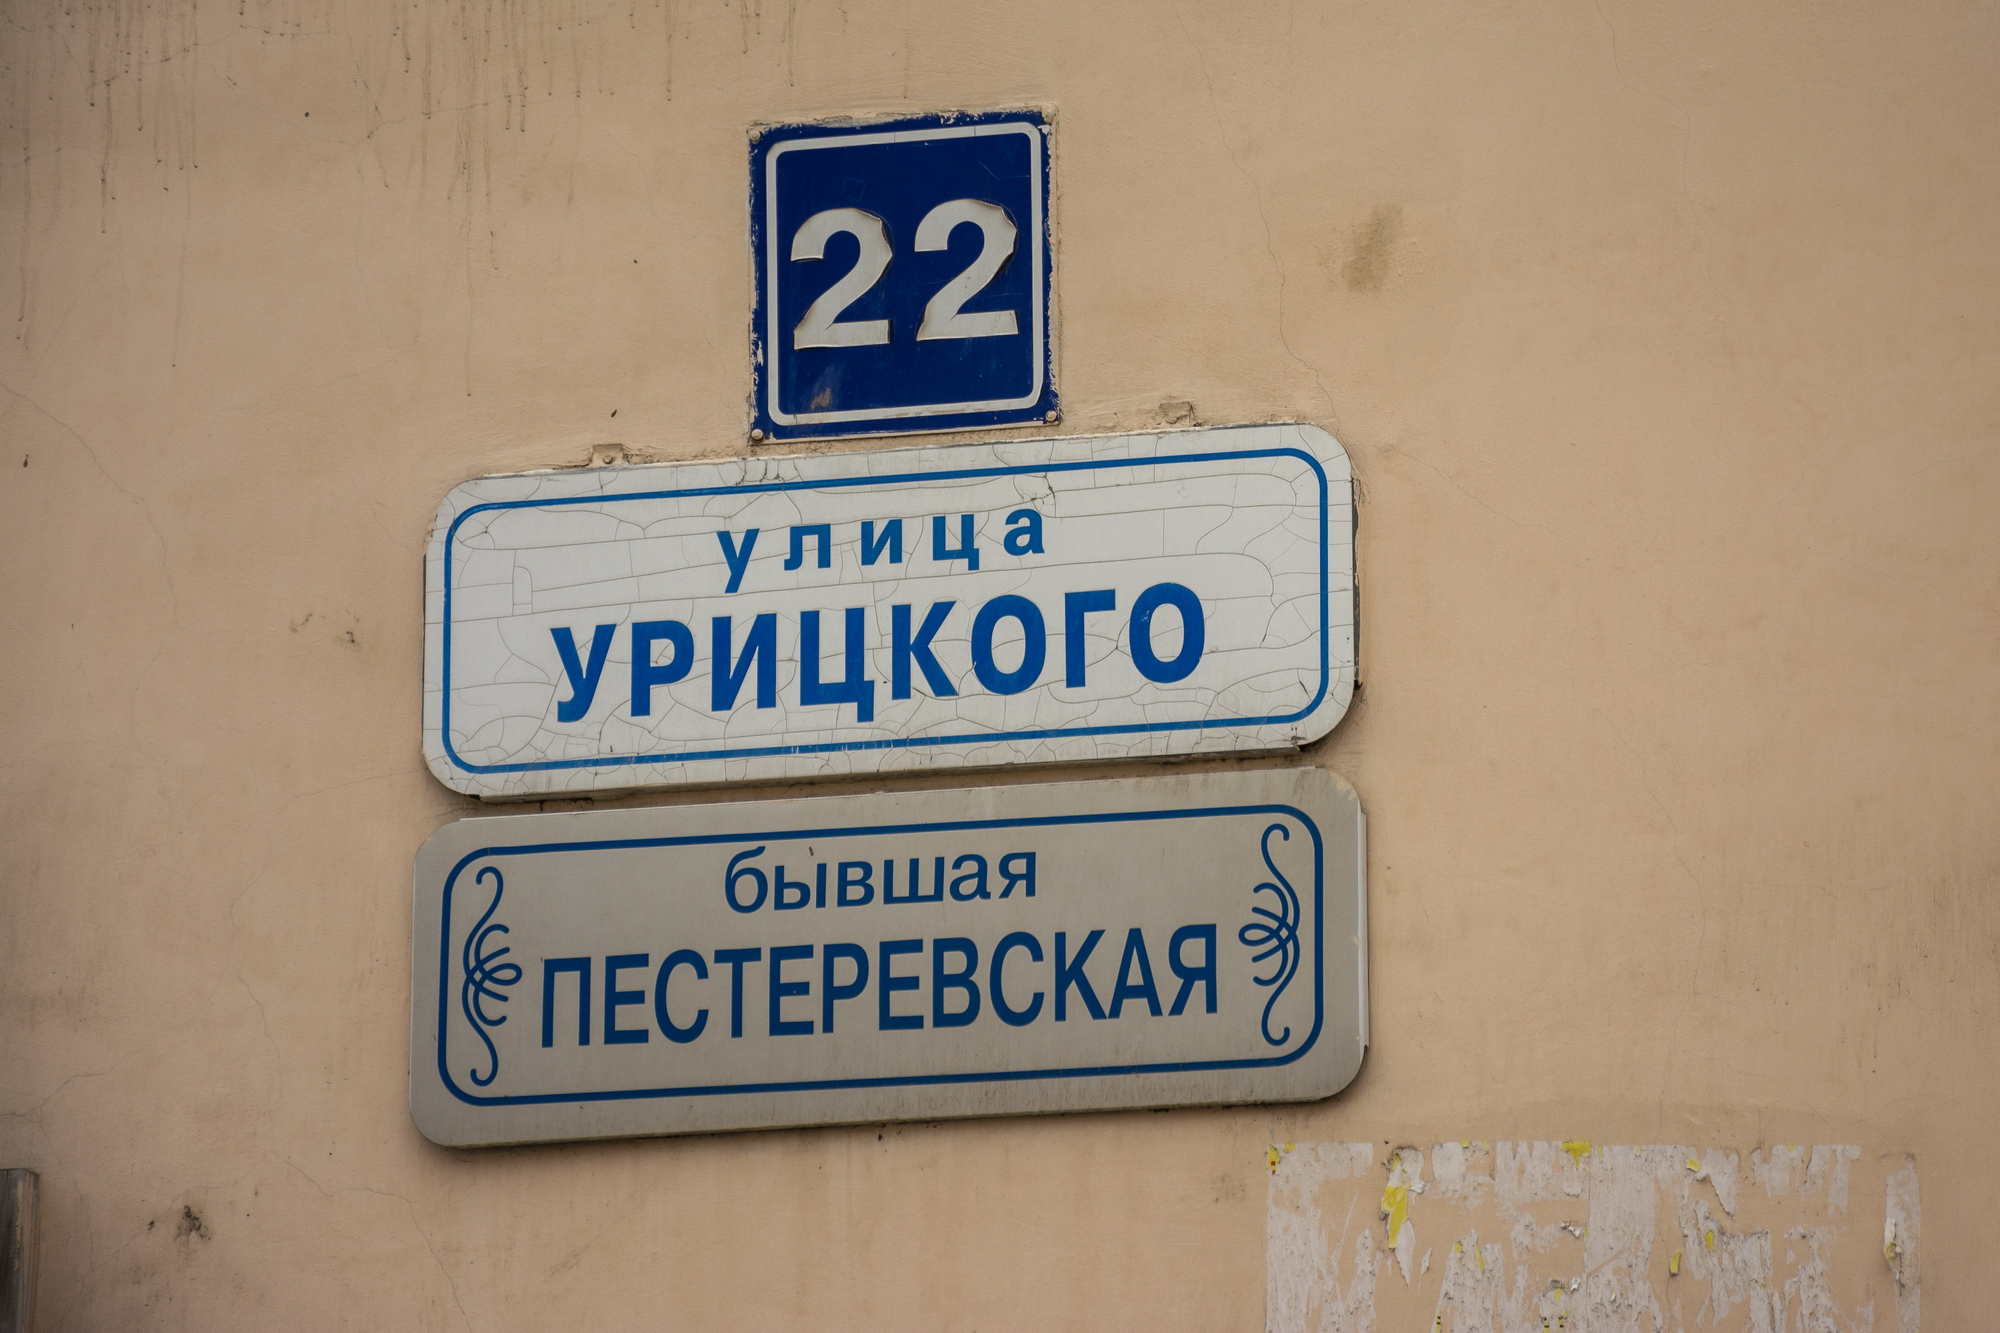 22
улица
УРИЦКОГО
бывшая
ПЕСТЕРЕВСКАЯ